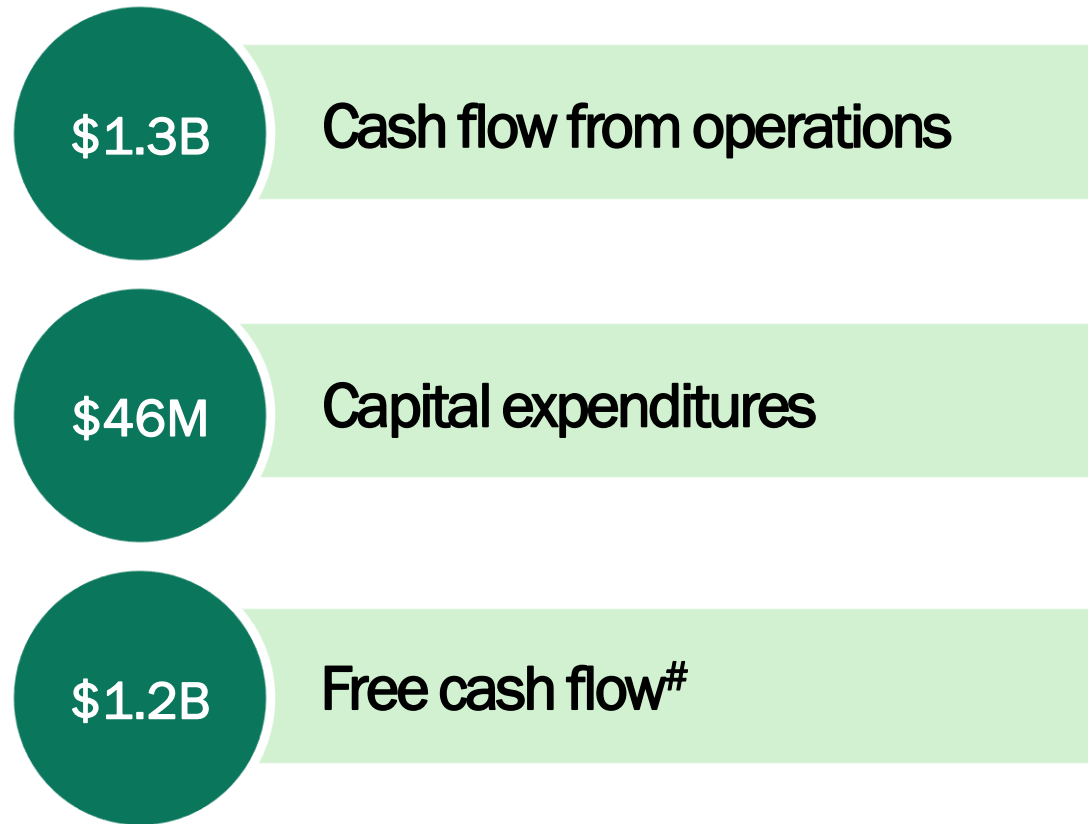 $1.3B
Cash flow from operations
$46M
Capital expenditures
$1.2B
Free cash flow#